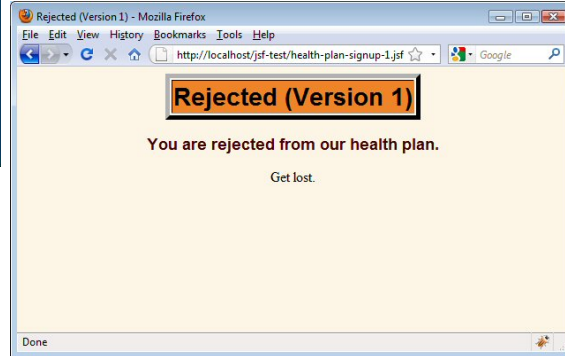 Rejected (Version 1) - Mozilla Firefox
File Edit View History Bookmarks Tools Help
http://localhost/jsf-test/health-plan-signup-1.jsf Google
Rejected (Version 1)
You are rejected from our health plan.
Get lost.
Done